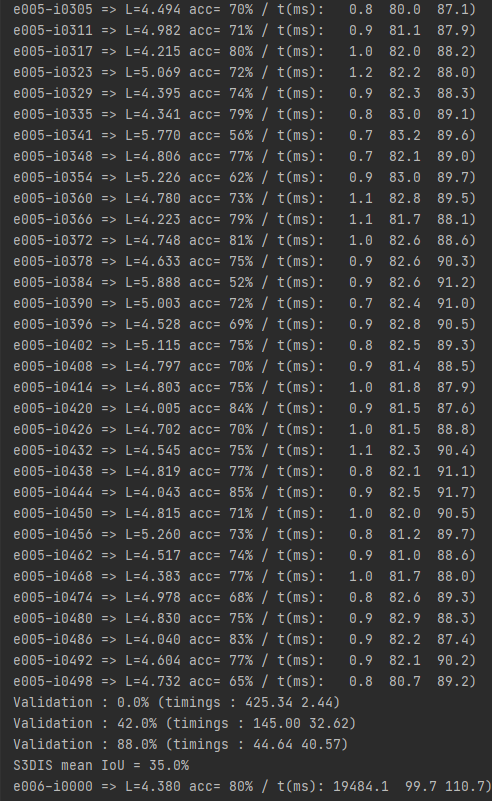 e005-i0305 => L=4.494 acc= 70% / t(ms):   0.8  80.0  87.1)
e005-i0311 => L=4.982 acc= 71% / t(ms):   0.9  81.1  87.9)
e005-i0317 => L=4.215 acc= 80% / t(ms):   1.0  82.0  88.2)
e005-i0323 => L=5.069 acc= 72% / t(ms):   1.2  82.2  88.0)
e005-i0329 => L=4.395 acc= 74% / t(ms):   0.9  82.3  88.3)
e005-i0335 => L=4.341 acc= 79% / t(ms):   0.8  83.0  89.1)
e005-i0341 => L=5.770 acc= 56% / t(ms):   0.7  83.2  89.6)
e005-i0348 => L=4.806 acc= 77% / t(ms):   0.7  82.1  89.0)
e005-i0354 => L=5.226 acc= 62% / t(ms):   0.9  83.0  89.7)
e005-i0360 => L=4.780 acc= 73% / t(ms):   1.1  82.8  89.5)
e005-i0366 => L=4.223 acc= 79% / t(ms):   1.1  81.7  88.1)
e005-i0372 => L=4.748 acc= 81% / t(ms):   1.0  82.6  88.6)
e005-i0378 => L=4.633 acc= 75% / t(ms):   0.9  82.6  90.3)
e005-i0384 => L=5.888 acc= 52% / t(ms):   0.9  82.6  91.2)
e005-i0390 => L=5.003 acc= 72% / t(ms):   0.7  82.4  91.0)
e005-i0396 => L=4.528 acc= 69% / t(ms):   0.9  82.8  90.5)
e005-i0402 => L=5.115 acc= 75% / t(ms):   0.8  82.5  89.3)
e005-i0408 => L=4.797 acc= 70% / t(ms):   0.9  81.4  88.5)
e005-i0414 => L=4.803 acc= 75% / t(ms):   1.0  81.8  87.9)
e005-i0420 => L=4.005 acc= 84% / t(ms):   0.9  81.5  87.6)
e005-i0426 => L=4.702 acc= 70% / t(ms):   1.0  81.5  88.8)
e005-i0432 => L=4.545 acc= 75% / t(ms):   1.1  82.3  90.4)
e005-i0438 => L=4.819 acc= 77% / t(ms):   0.8  82.1  91.1)
e005-i0444 => L=4.043 acc= 85% / t(ms):   0.9  82.5  91.7)
e005-i0450 => L=4.815 acc= 71% / t(ms):   1.0  82.0  90.5)
e005-i0456 => L=5.260 acc= 73% / t(ms):   0.8  81.2  89.7)
e005-i0462 => L=4.517 acc= 74% / t(ms):   0.9  81.0  88.6)
e005-i0468 => L=4.383 acc= 77% / t(ms):   1.0  81.7  88.0)
e005-i0474 => L=4.978 acc= 68% / t(ms):   0.8  82.6  89.3)
e005-i0480 => L=4.830 acc= 75% / t(ms):   0.9  82.9  88.3)
e005-i0486 => L=4.040 acc= 83% / t(ms):   0.9  82.2  87.4)
e005-i0492 => L=4.604 acc= 77% / t(ms):   0.9  82.1  90.2)
e005-i0498 => L=4.732 acc= 65% / t(ms):   0.8  80.7  89.2)
Validation : 0.0% (timings : 425.34 2.44)
Validation : 42.0% (timings : 145.00 32.62)
Validation : 88.0% (timings : 44.64 40.57)
S3DIS mean IoU = 35.0%
e006-i0000 => L=4.380 acc= 80% / t(ms): 19484.1  99.7 110.7)